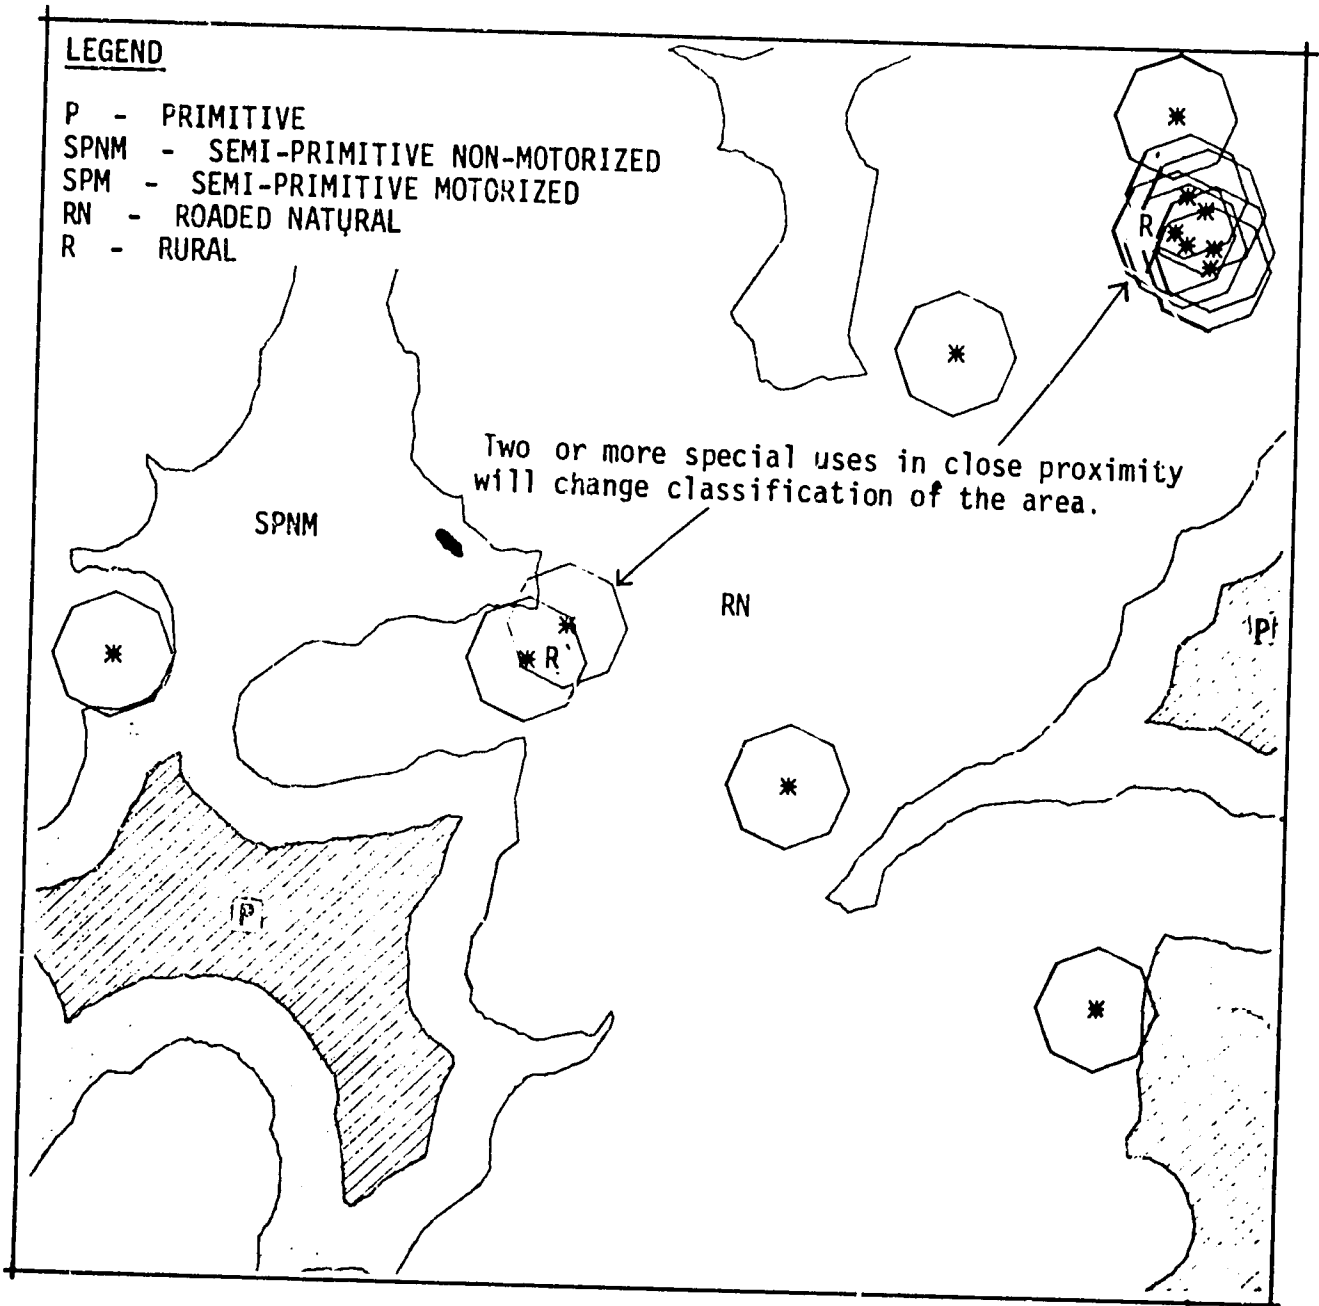 LEGEND
P - PRIMITIVE
SPNM - SEMI-PRIMITIVE NON-MOTORIZED
SPM - SEMI-PRIMITIVE MOTORIZED
RN - ROADED NATURAL
R - RURAL
R
Two or more special uses in close proximity
will change classification of the area.
SPNM
RN
P
R
P